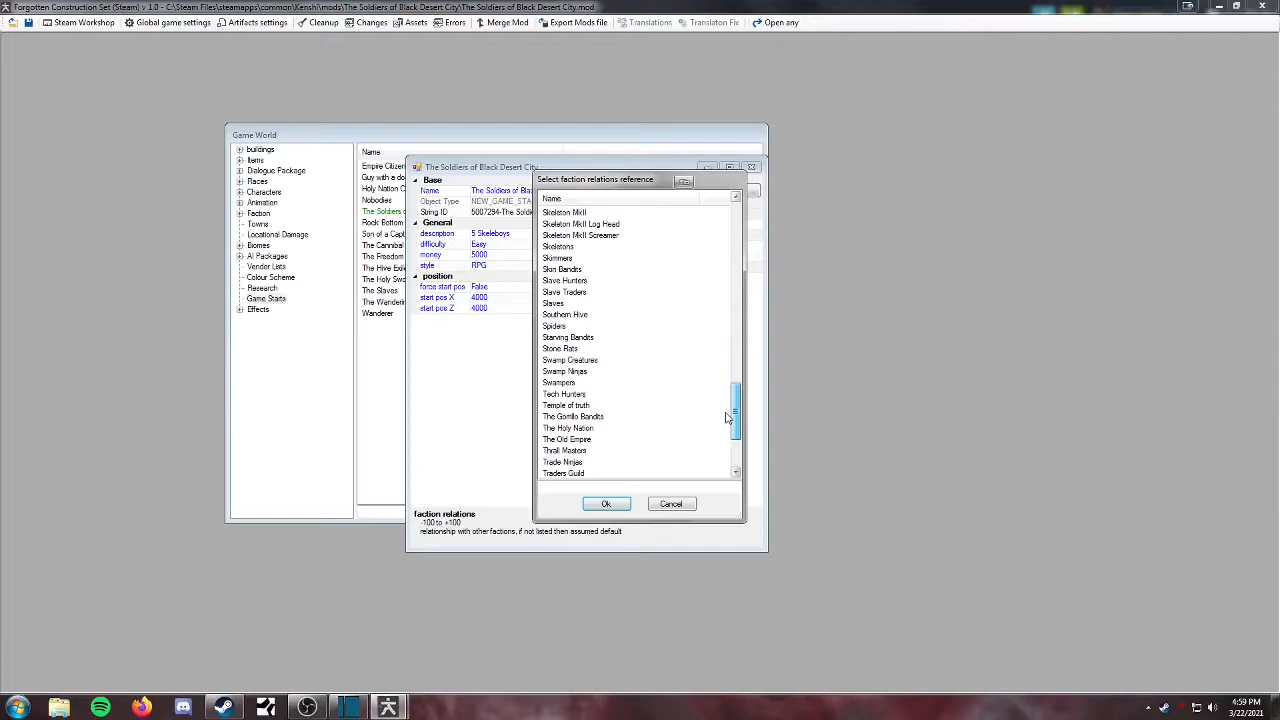 Forgotten Construction Set (Steam) v 1.0 - C:\Steam Files\steamapps\common\Kenshi\mods\The Soldiers of Black Desert City\The Soldiers of Black Desert City.mod
Steam Workshop Global game settings Artifacts settings Cleanup Changes Assets Errors Merge Mod Export Mods file Translations Translaton Fix Open any
Game World
buildings
Items
Dialogue Package
Races
Characters
Animation
Faction
Towns
Locational Damage
Biomes
AI Packages
Vendor Lists
Colour Scheme
Research
Game Starts
Effects
Name
Empire Citizen
Guy with a do
Holy Nation C
Nobodies
The Soldiers o
Rock Bottom
Son of a Capt
The Cannibal
The Freedom
The Hive Exile
The Holy Swo
The Slaves
The Wanderin
Wanderer
The Soldiers of Black Desert City
Base
Name The Soldiers of Blac
Object Type NEW_GAME_STA
String ID 5007294-The Soldi
General
description 5 Skeleboys
difficulty Easy
money 5000
style RPG
position
force start pos False
start pos X 4000
start pos Z 4000
faction relations
-100 to +100
relationship with other factions, if not listed then assumed default
Select faction relations reference
Name
Skeleton MkII
Skeleton MkII Log Head
Skeleton MkII Screamer
Skeletons
Skimmers
Skin Bandits
Slave Hunters
Slave Traders
Slaves
Southern Hive
Spiders
Starving Bandits
Stone Rats
Swamp Creatures
Swamp Ninjas
Swampers
Tech Hunters
Temple of truth
The Gorrilo Bandits
The Holy Nation
The Old Empire
Thrall Masters
Trade Ninjas
Traders Guild
Ok Cancel
4:59 PM
3/22/2021